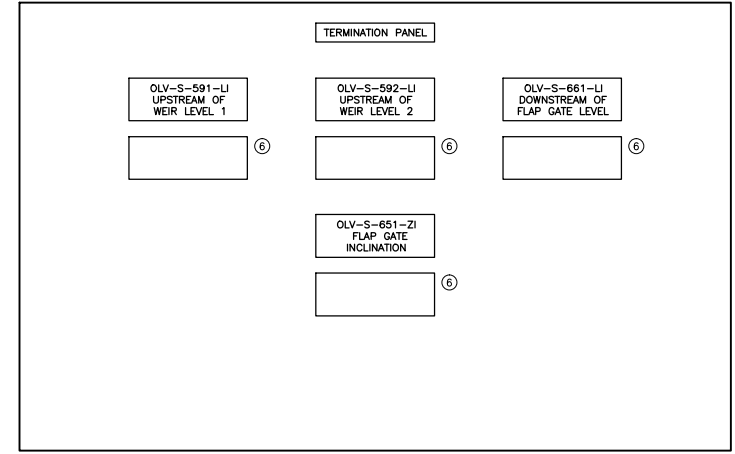 TERMINATION PANEL
OLV-S-591-LI
UPSTREAM OF
WEIR LEVEL 1
OLV-S-592-LI
UPSTREAM OF
WEIR LEVEL 2
OLV-S-661-LI
DOWNSTREAM OF
FLAP GATE LEVEL
6
6
6
OLV-S-651-ZI
FLAP GATE
INCLINATION
6